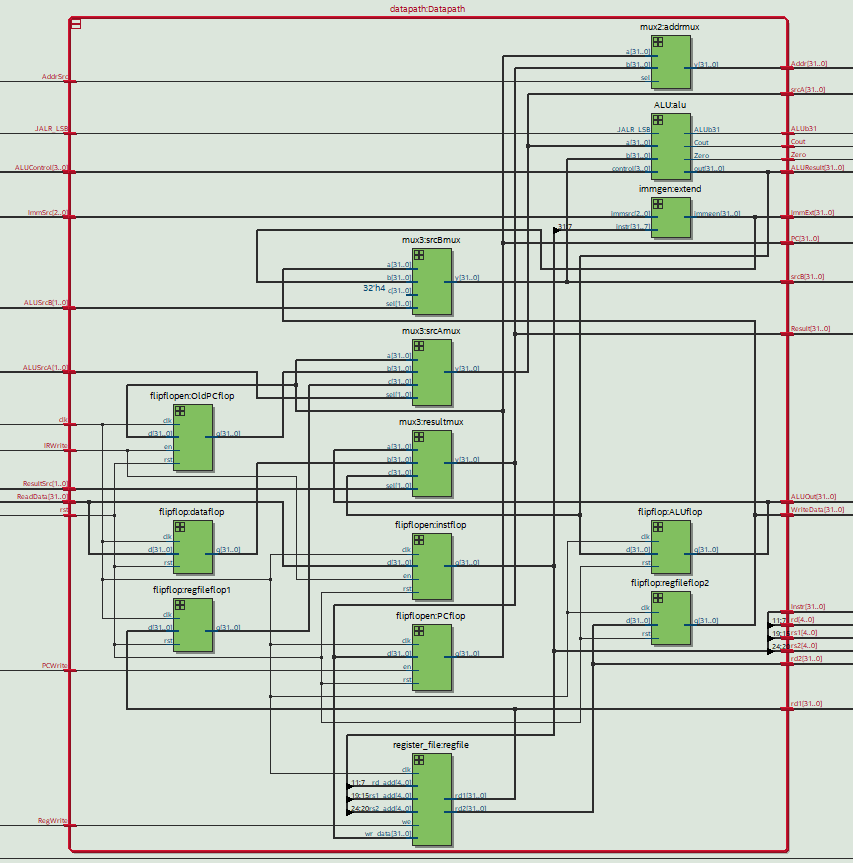 datapath:Datapath
mux2:addrmux
a[31..0]
b[31..0] y[31..0] Addr[31..0]
AddrSrc sel
srcA[31..0]
ALU:alu
JALR_LSB JALR_LSB ALUb31 ALUb31
a[31..0] Cout Cout
b[31..0] Zero Zero
ALUControl[3..0] control[3..0] out[31..0] ALUResult[31..0]
immgen:extend
ImmSrc[2..0] immsrc[2..0] immgen[31..0] ImmExt[31..0]
31:7 instr[31..7]
mux3:srcBmux PC[31..0]
a[31..0]
b[31..0] y[31..0] srcB[31..0]
32'h4 c[31..0]
ALUSrcB[1..0] sel[1..0]
mux3:srcAmux Result[31..0]
a[31..0]
ALUSrcA[1..0] b[31..0] y[31..0]
c[31..0]
flipflopen:OldPCflop sel[1..0]
clk clk
mux3:resultmux
d[31..0] q[31..0]
IRWrite en a[31..0]
rst b[31..0] y[31..0]
c[31..0]
ResultSrc[1..0] sel[1..0]
ReadData[31..0] ALUOut[31..0]
rst flipflop:dataflop flipflop:ALUflop WriteData[31..0]
flipflopen:instflop
clk clk
d[31..0] q[31..0] clk d[31..0] q[31..0]
rst d[31..0] q[31..0] rst
en
flipflop:regfileflop1 rst flipflop:regfileflop2
clk flipflopen:PCflop clk Instr[31..0]
d[31..0] q[31..0] d[31..0] q[31..0] 11:7 rd[4..0]
rst clk rst 19:15 rs1[4..0]
d[31..0] q[31..0] 24:20 rs2[4..0]
PCWrite en rd2[31..0]
rst
rd1[31..0]
register_file:regfile
clk
11:7 rd_add[4..0]
19:15 rs1_add[4..0] rd1[31..0]
24:20 rs2_add[4..0] rd2[31..0]
RegWrite we
wr_data[31..0]